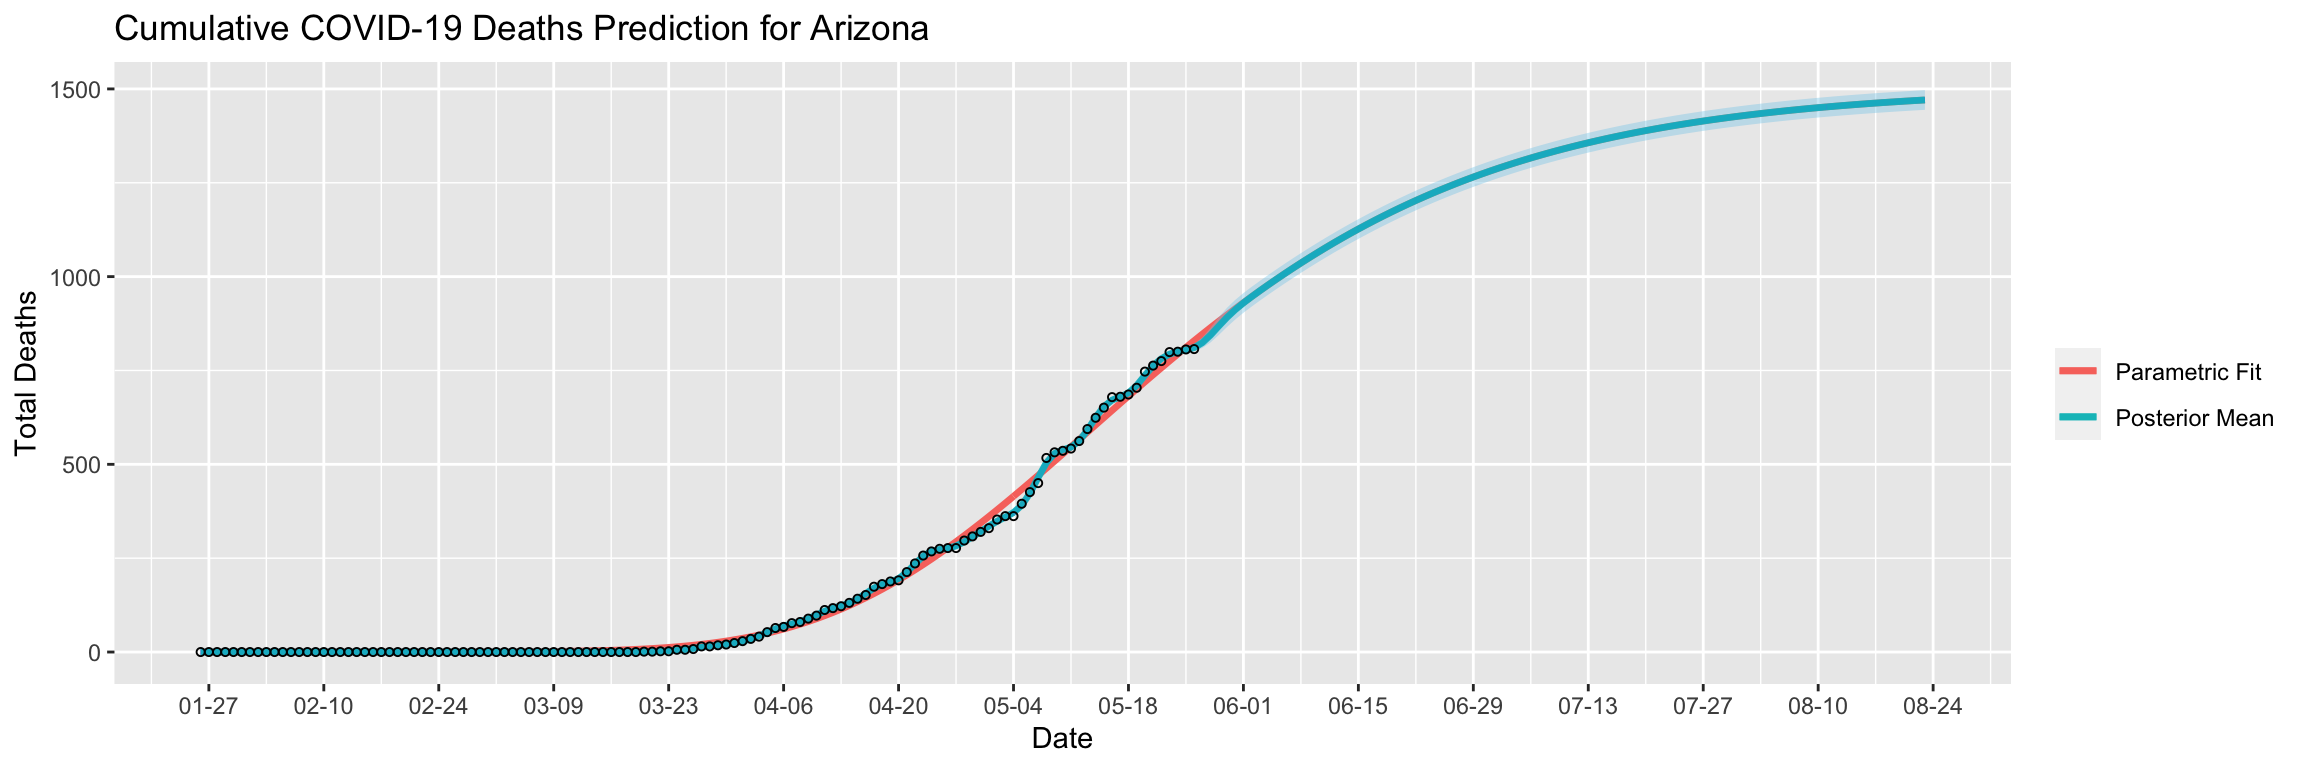 Cumulative COVID-19 Deaths Prediction for Arizona
1500
1000
500
0
Total Deaths
01-27 02-10 02-24 03-09 03-23 04-06 04-20 05-04 05-18 06-01 06-15 06-29 07-13 07-27 08-10 08-24
Date
Parametric Fit
Posterior Mean